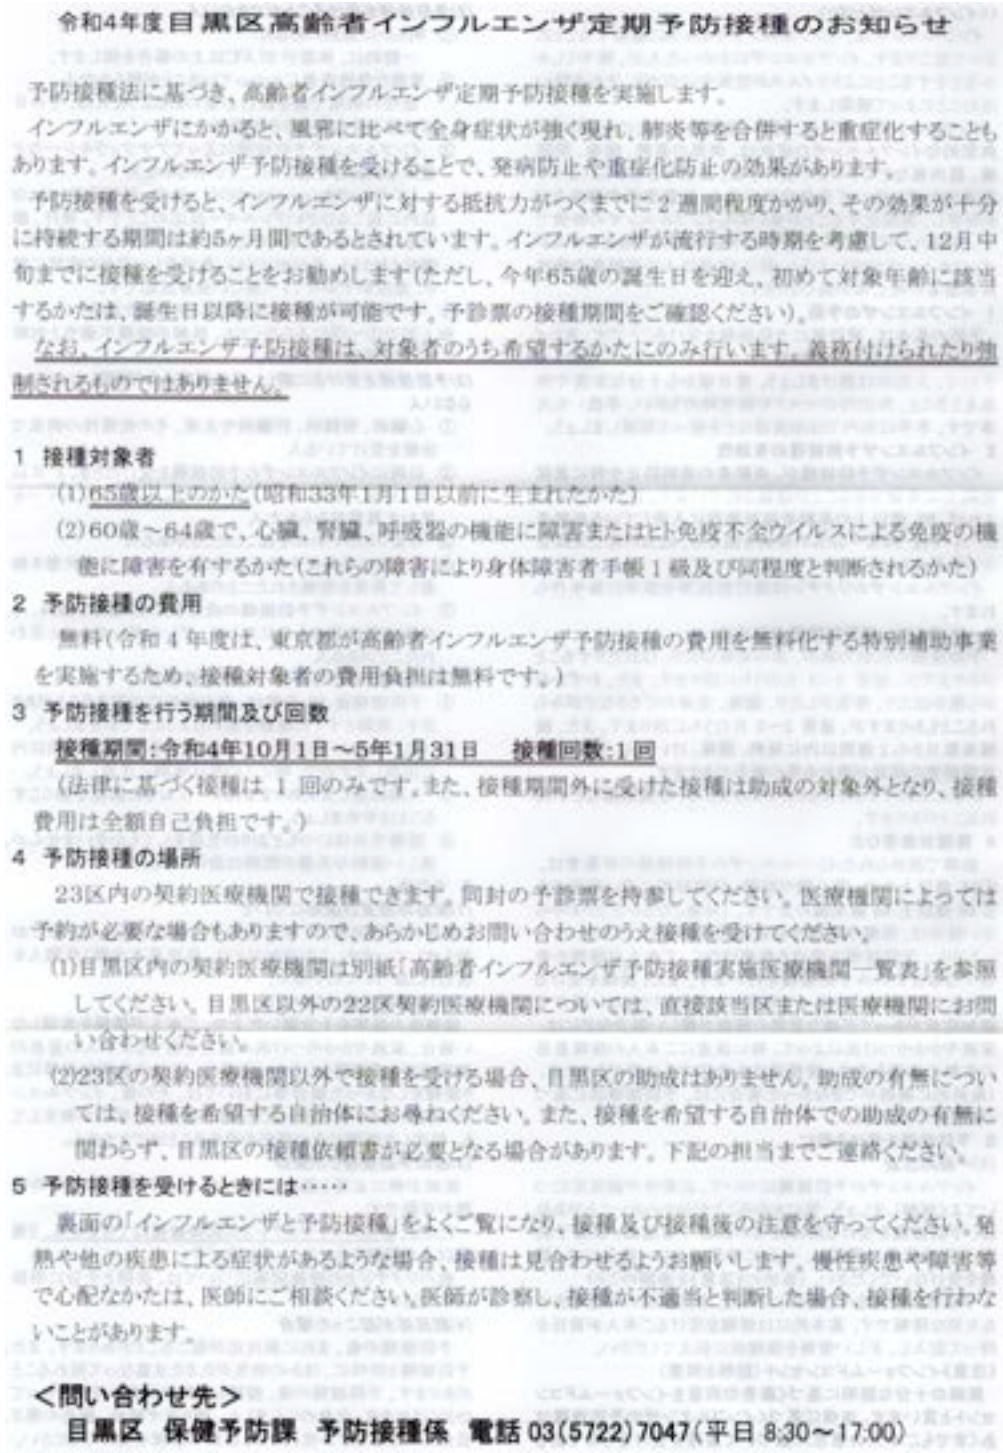 令和4年度目黒区高齢者インフルエンザ定期予防接種のお知らせ
予防接種法に基づき、高齢者インフルエンザ定期予防接種を実施します。
インフルエンザにかかると、風邪に比べて全身症状が強く現れ、肺炎等を合併すると重症化することも
あります。インフルエンザ予防接種を受けることで、発病防止や重症化防止の効果があります。
予防接種を受けると、インフルエンザに対する抵抗力がつくまでに2週間程度かかり、その効果が十分
に持続する期間は約5ヶ月間であるとされています。インフルエンザが流行する時期を考慮して、12月中
旬までに接種を受けることをお勧めします(ただし、今年65歳の誕生日を迎え、初めて対象年齢に該当
するかたは、誕生日以降に接種が可能です。予診票の接種期間をご確認ください)。
なお、インフルエンザ予防接種は、対象者のうち希望するかたにのみ行います。義務付けられたり強
制されるものではありません。
1 接種対象者
(1)65歳以上のかた(昭和33年1月1日以前に生まれたかた)
(2)60歳～64歳で、心臓、腎臓、呼吸器の機能に障害またはヒト免疫不全ウイルスによる免疫の機
能に障害を有するかた(これらの障害により身体障害者手帳1級及び同程度と判断されるかた)
2 予防接種の費用
無料(令和4年度は、東京都が高齢者インフルエンザ予防接種の費用を無料化する特別補助事業
を実施するため、接種対象者の費用負担は無料です。)
3 予防接種を行う期間及び回数
接種期間:令和4年10月1日～5年1月31日 接種回数:1回
(法律に基づく接種は1回のみです。また、接種期間外に受けた接種は助成の対象外となり、接種
費用は全額自己負担です。)
4 予防接種の場所
23区内の契約医療機関で接種できます。同封の予診票を持参してください。医療機関によっては
予約が必要な場合もありますので、あらかじめお問い合わせのうえ接種を受けてください。
(1)目黒区内の契約医療機関は別紙「高齢者インフルエンザ予防接種実施医療機関一覧表」を参照
してください。目黒区以外の22区契約医療機関については、直接該当区または医療機関にお問
い合わせください。
(2)23区の契約医療機関以外で接種を受ける場合、目黒区の助成はありません。助成の有無につい
ては、接種を希望する自治体にお尋ねください。また、接種を希望する自治体での助成の有無に
関わらず、目黒区の接種依頼書が必要となる場合があります。下記の担当までご連絡ください。
5 予防接種を受けるときには……
裏面の「インフルエンザと予防接種」をよくご覧になり、接種及び接種後の注意を守ってください。発
熱や他の疾患による症状があるような場合、接種は見合わせるようお願いします。慢性疾患や障害等
で心配なかたは、医師にご相談ください。医師が診察し、接種が不適当と判断した場合、接種を行わな
いことがあります。
＜問い合わせ先＞
目黒区 保健予防課 予防接種係 電話 03(5722)7047(平日 8:30～17:00)